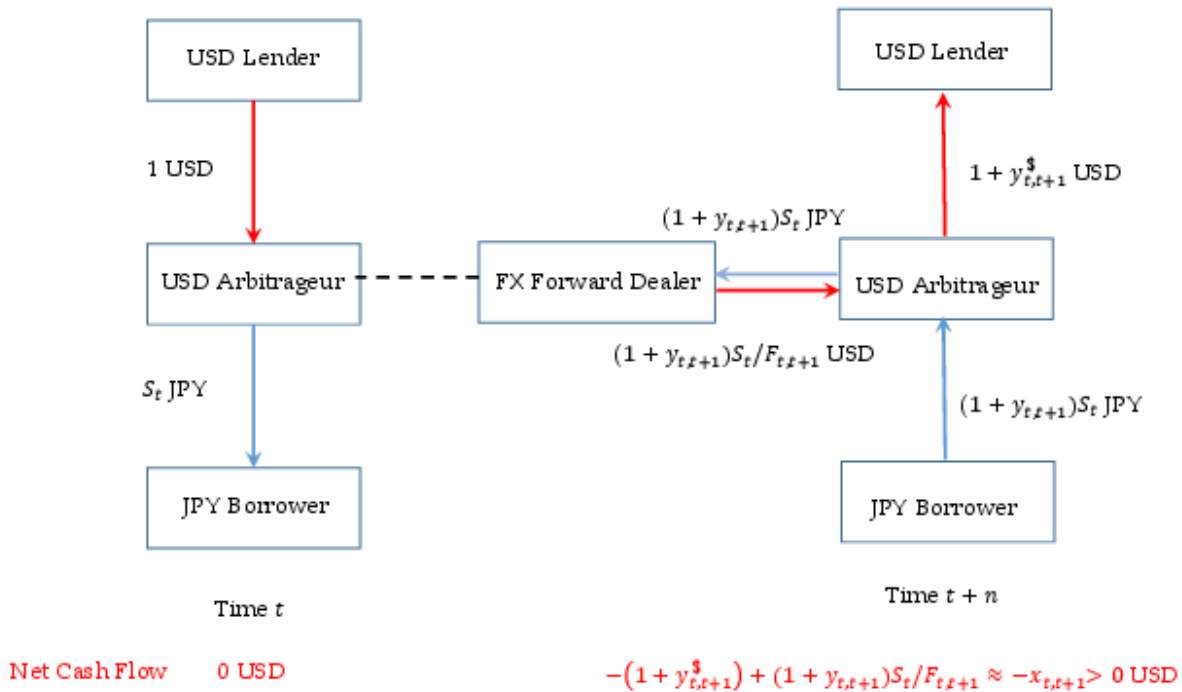 USD Lender
USD Lender
1 USD
1 + y^$_{t,t+1} USD
(1 + y_{t,t+1})S_t JPY
USD Arbitrageur
FX Forward Dealer
USD Arbitrageur
(1 + y_{t,t+1})S_t/F_{t,t+1} USD
S_t JPY
(1 + y_{t,t+1})S_t JPY
JPY Borrower
JPY Borrower
Time t
Time t + n
Net Cash Flow 0 USD
-(1 + y^$_{t,t+1}) + (1 + y_{t,t+1})S_t/F_{t,t+1} ≈ -x_{t,t+1}> 0 USD